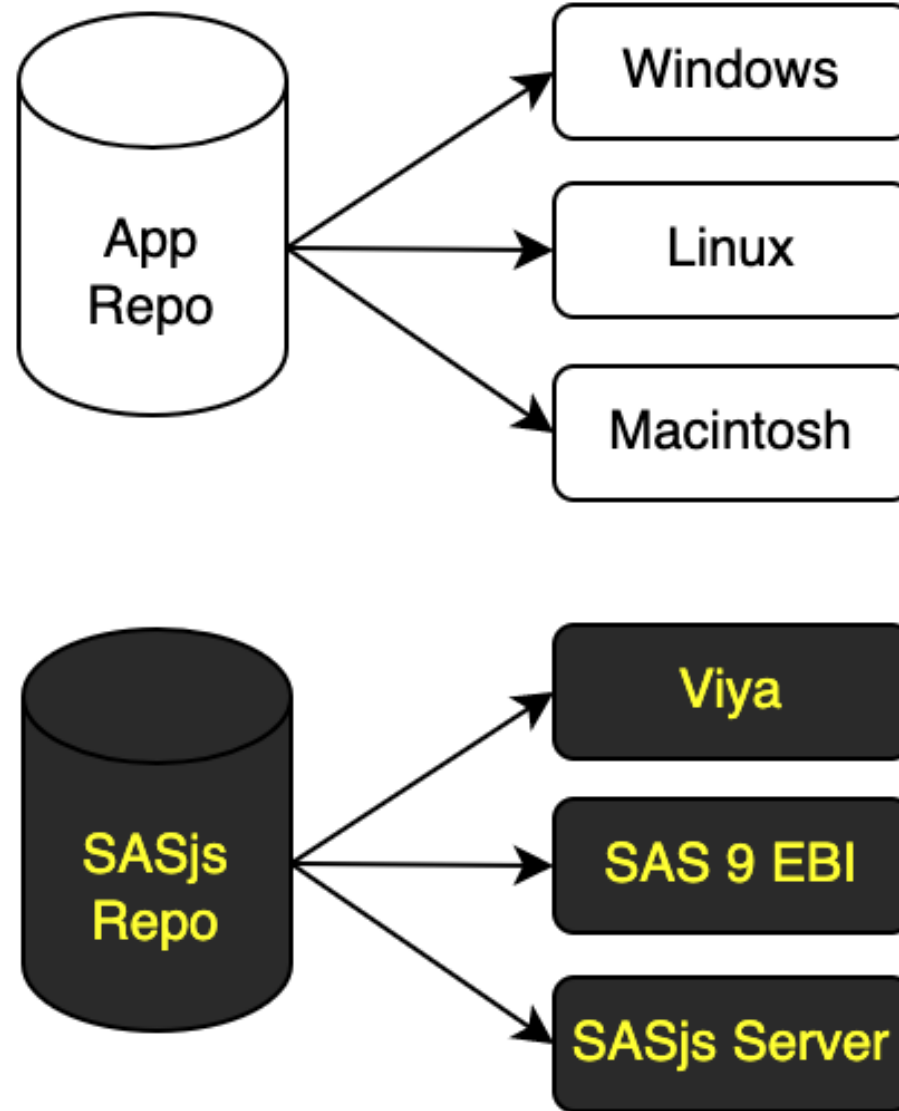 App
Repo
Windows
Linux
Macintosh
SASjs
Repo
Viya
SAS 9 EBI
SASjs Server